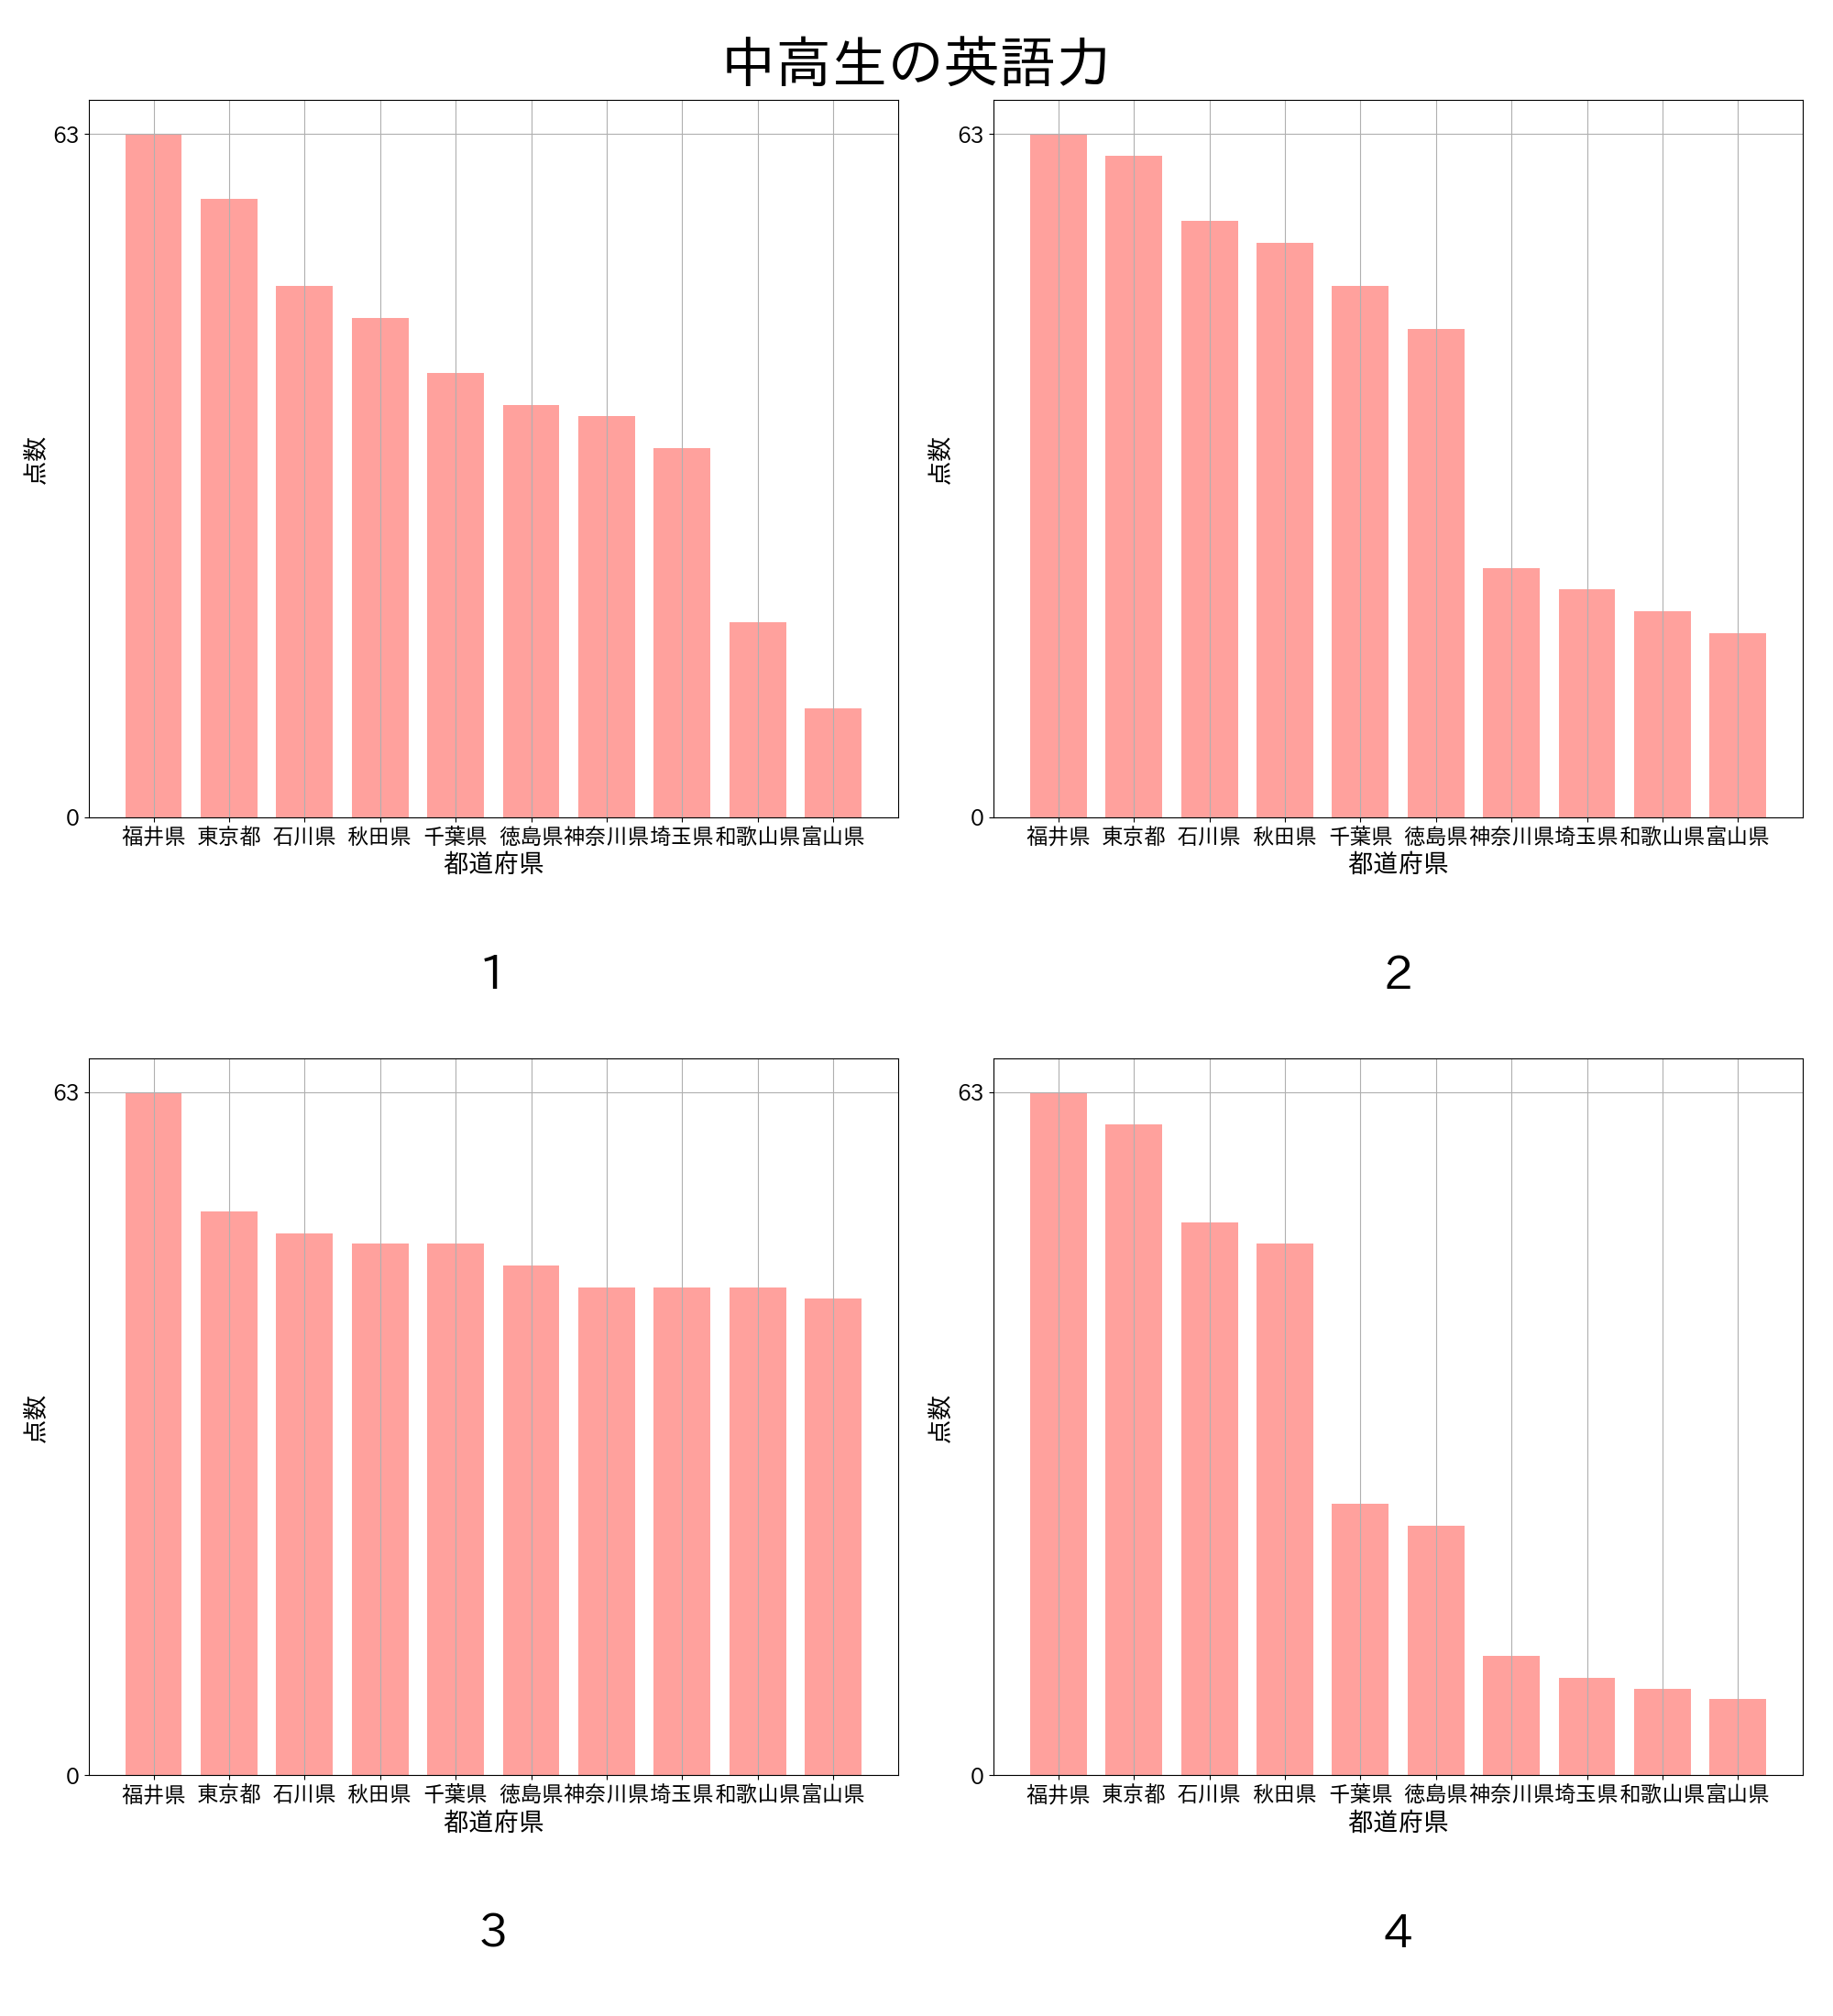 中高生の英語力
63
点数
0
福井県 東京都 石川県 秋田県 千葉県 徳島県 神奈川県 埼玉県 和歌山県 富山県
都道府県
1
63
点数
0
福井県 東京都 石川県 秋田県 千葉県 徳島県 神奈川県 埼玉県 和歌山県 富山県
都道府県
2
63
点数
0
福井県 東京都 石川県 秋田県 千葉県 徳島県 神奈川県 埼玉県 和歌山県 富山県
都道府県
3
63
点数
0
福井県 東京都 石川県 秋田県 千葉県 徳島県 神奈川県 埼玉県 和歌山県 富山県
都道府県
4